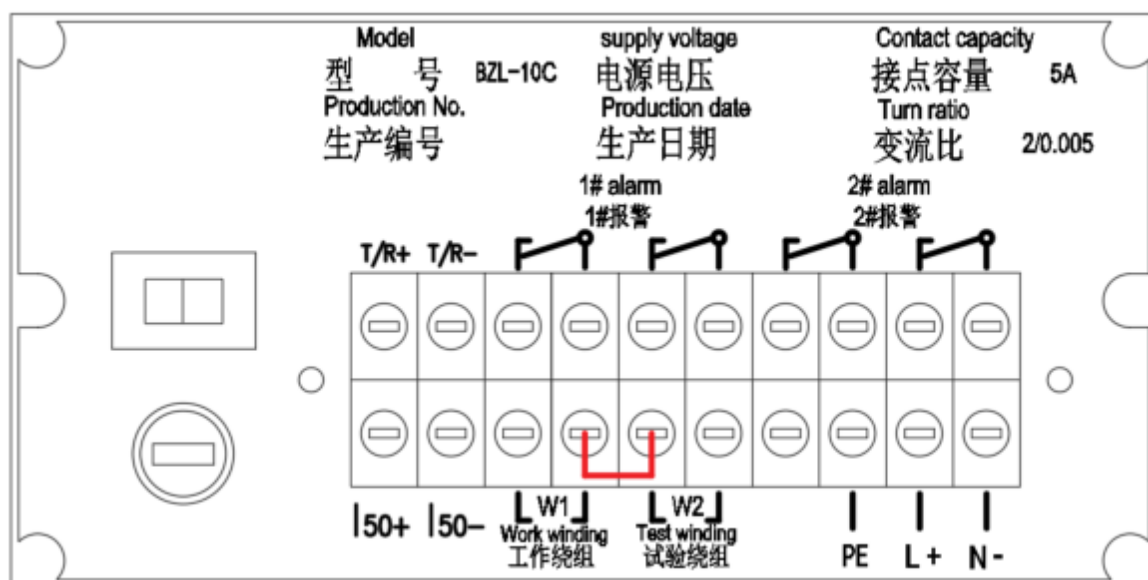 Model supply voltage Contact capacity
型 号 BZL-10C 电源电压 接点容量 5A
Production No. Production date Turn ratio
生产编号 生产日期 变流比 2/0.005
1# alarm 2# alarm
1#报警 2#报警
T/R+ T/R-
I50+ I50- W1 W2
Work winding Test winding
工作绕组 试验绕组 PE L+ N-